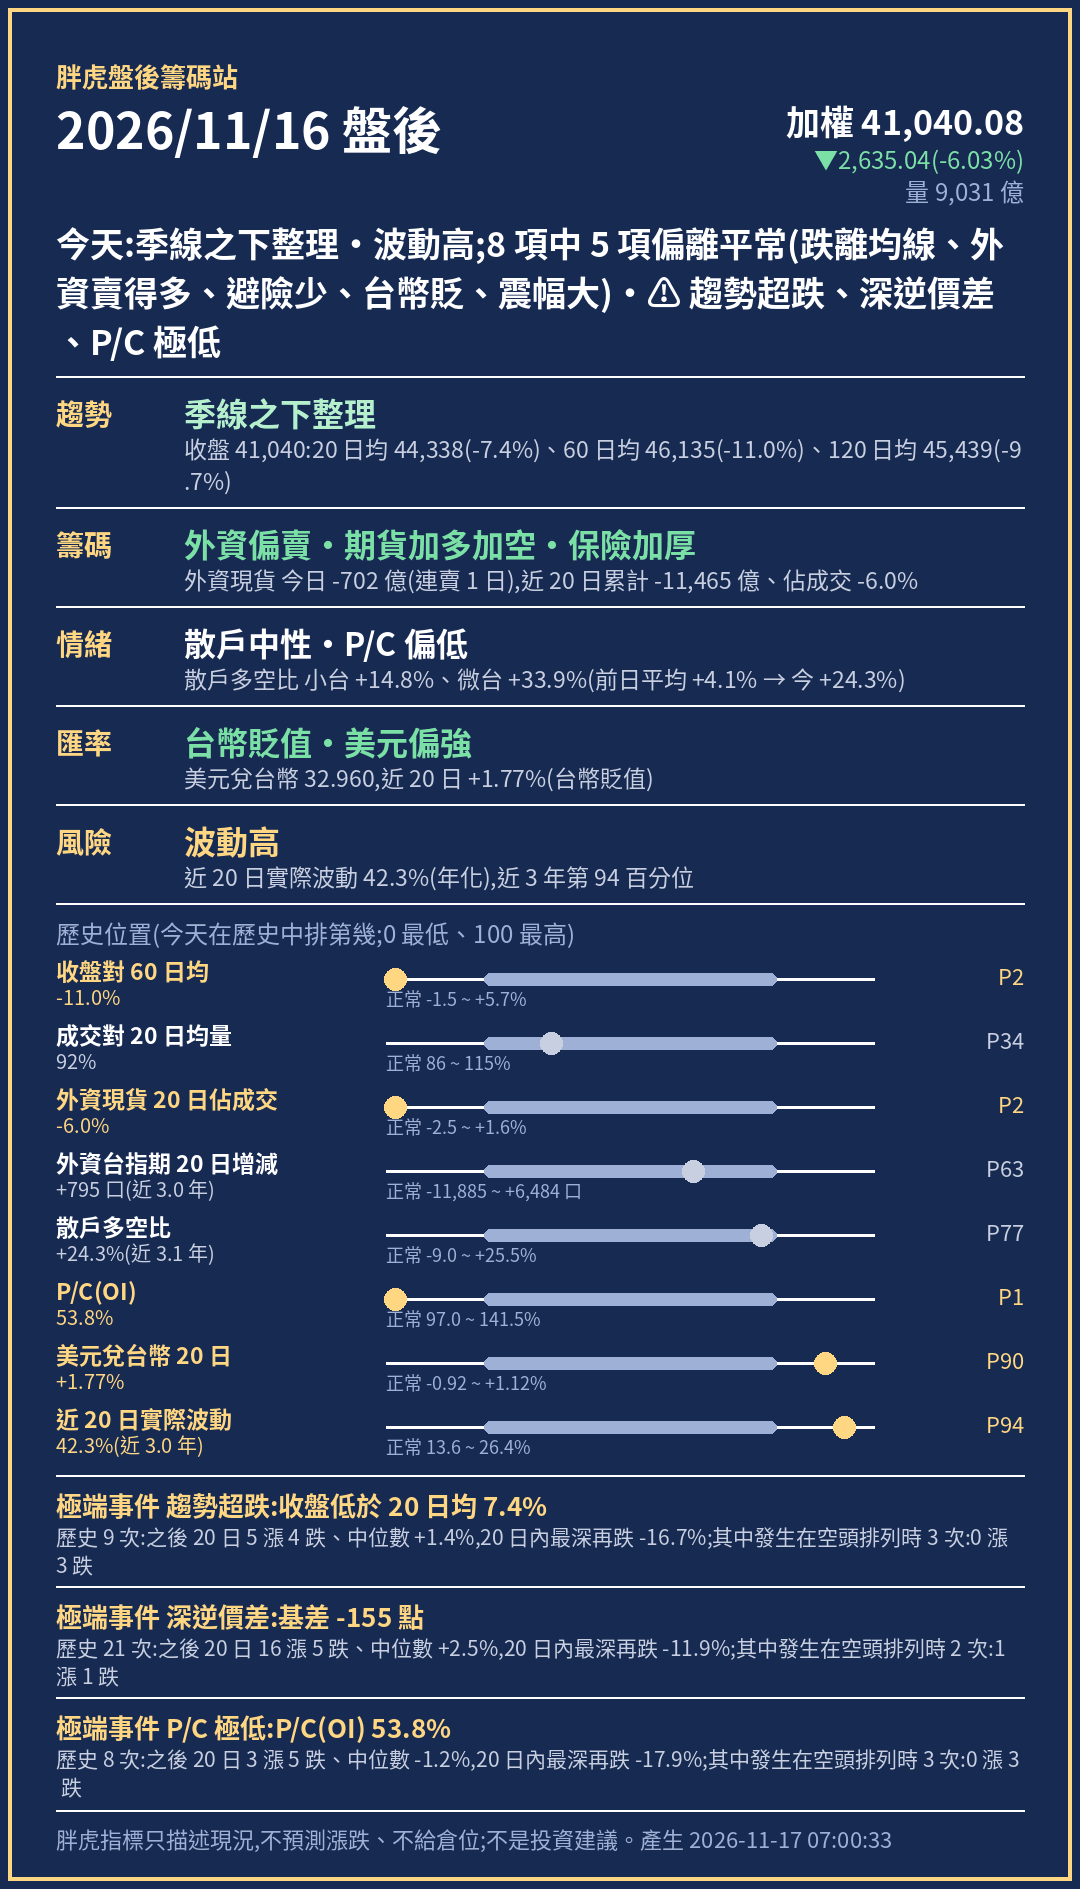 胖虎盤後籌碼站
2026/11/16 盤後
加權 41,040.08
▼2,635.04(-6.03%)
量 9,031 億
今天:季線之下整理・波動高;8 項中 5 項偏離平常(跌離均線、外
資賣得多、避險少、台幣貶、震幅大)・⚠ 趨勢超跌、深逆價差
、P/C 極低
趨勢
季線之下整理
收盤 41,040:20 日均 44,338(-7.4%)、60 日均 46,135(-11.0%)、120 日均 45,439(-9
.7%)
籌碼
外資偏賣・期貨加多加空・保險加厚
外資現貨 今日 -702 億(連賣 1 日),近 20 日累計 -11,465 億、佔成交 -6.0%
情緒
散戶中性・P/C 偏低
散戶多空比 小台 +14.8%、微台 +33.9%(前日平均 +4.1% → 今 +24.3%)
匯率
台幣貶值・美元偏強
美元兌台幣 32.960,近 20 日 +1.77%(台幣貶值)
風險
波動高
近 20 日實際波動 42.3%(年化),近 3 年第 94 百分位
歷史位置(今天在歷史中排第幾;0 最低、100 最高)
收盤對 60 日均
-11.0%
正常 -1.5 ~ +5.7%
P2
成交對 20 日均量
92%
正常 86 ~ 115%
P34
外資現貨 20 日佔成交
-6.0%
正常 -2.5 ~ +1.6%
P2
外資台指期 20 日增減
+795 口(近 3.0 年)
正常 -11,885 ~ +6,484 口
P63
散戶多空比
+24.3%(近 3.1 年)
正常 -9.0 ~ +25.5%
P77
P/C(OI)
53.8%
正常 97.0 ~ 141.5%
P1
美元兌台幣 20 日
+1.77%
正常 -0.92 ~ +1.12%
P90
近 20 日實際波動
42.3%(近 3.0 年)
正常 13.6 ~ 26.4%
P94
極端事件 趨勢超跌:收盤低於 20 日均 7.4%
歷史 9 次:之後 20 日 5 漲 4 跌、中位數 +1.4%,20 日內最深再跌 -16.7%;其中發生在空頭排列時 3 次:0 漲
3 跌
極端事件 深逆價差:基差 -155 點
歷史 21 次:之後 20 日 16 漲 5 跌、中位數 +2.5%,20 日內最深再跌 -11.9%;其中發生在空頭排列時 2 次:1
漲 1 跌
極端事件 P/C 極低:P/C(OI) 53.8%
歷史 8 次:之後 20 日 3 漲 5 跌、中位數 -1.2%,20 日內最深再跌 -17.9%;其中發生在空頭排列時 3 次:0 漲 3
跌
胖虎指標只描述現況,不預測漲跌、不給倉位;不是投資建議。產生 2026-11-17 07:00:33